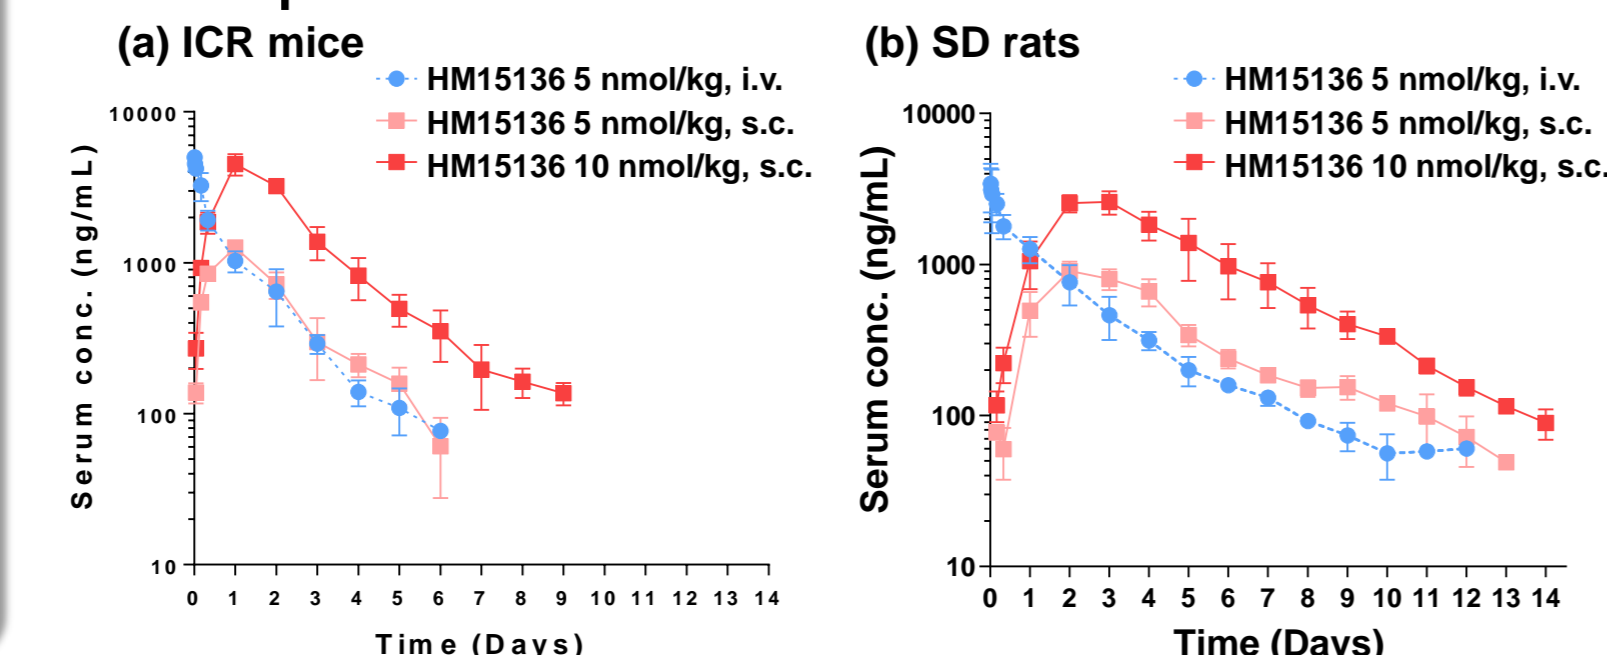 (a) ICR mice
HM15136 5 nmol/kg, i.v.
HM15136 5 nmol/kg, s.c.
HM15136 10 nmol/kg, s.c.
Serum conc. (ng/mL)
10000
1000
100
10
0 1 2 3 4 5 6 7 8 9 10 11 12 13 14
Time (Days)
(b) SD rats
HM15136 5 nmol/kg, i.v.
HM15136 5 nmol/kg, s.c.
HM15136 10 nmol/kg, s.c.
Serum conc. (ng/mL)
10000
1000
100
10
0 1 2 3 4 5 6 7 8 9 10 11 12 13 14
Time (Days)